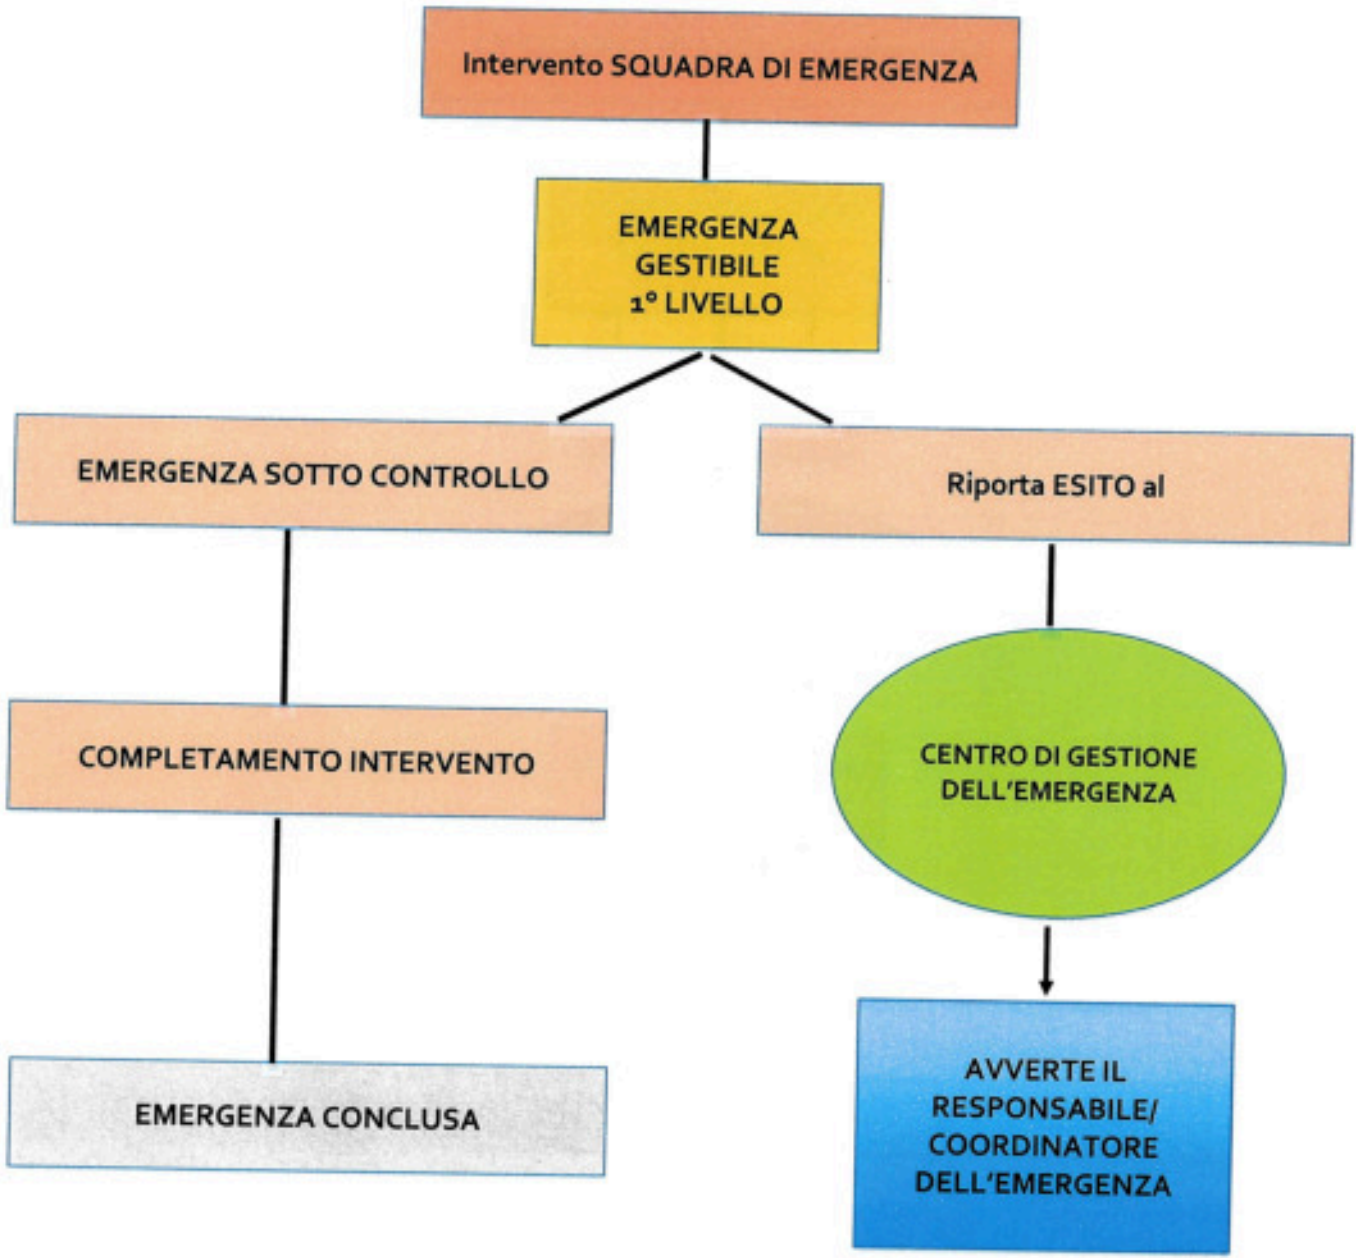 Intervento SQUADRA DI EMERGENZA
EMERGENZA
GESTIBILE
1° LIVELLO
EMERGENZA SOTTO CONTROLLO
Riporta ESITO al
COMPLETAMENTO INTERVENTO
CENTRO DI GESTIONE
DELL'EMERGENZA
EMERGENZA CONCLUSA
AVVERTE IL
RESPONSABILE/
COORDINATORE
DELL'EMERGENZA